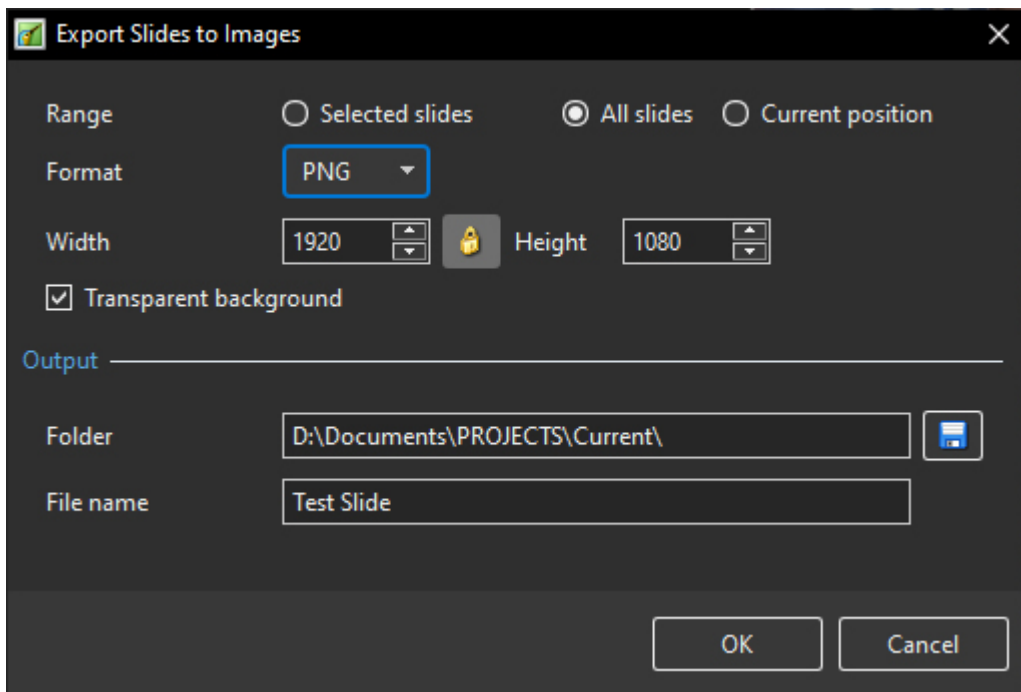 Export Slides to Images
Range Selected slides All slides Current position
Format PNG
Width 1920 Height 1080
Transparent background
Output
Folder D:\Documents\PROJECTS\Current\
File name Test Slide
OK Cancel